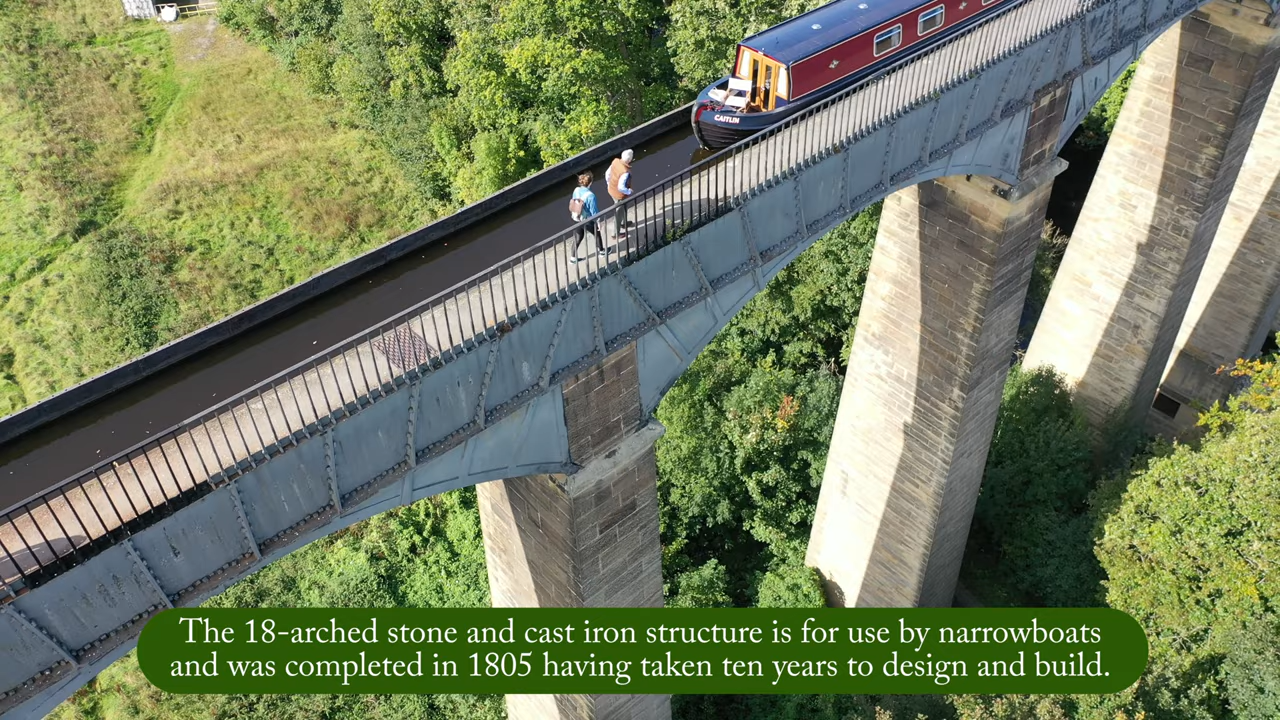 CAITLIN
The 18-arched stone and cast iron structure is for use by narrowboats
and was completed in 1805 having taken ten years to design and build.